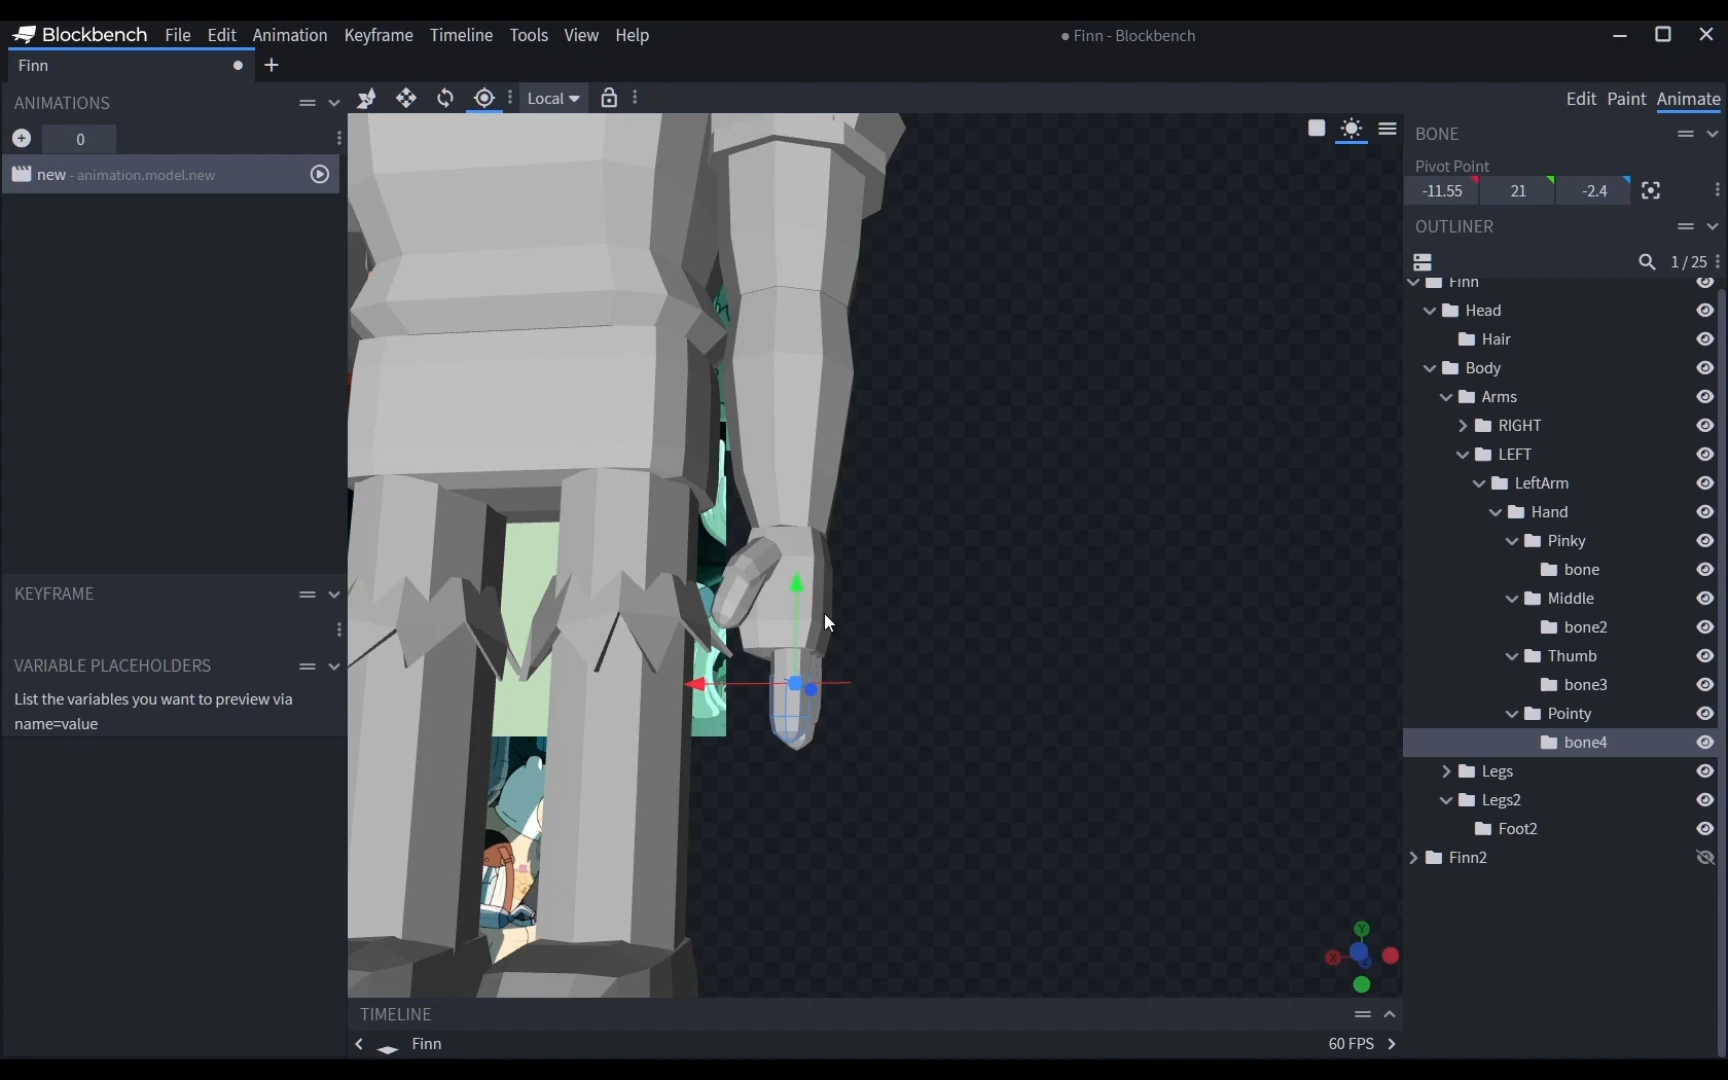 Blockbench File Edit Animation Keyframe Timeline Tools View Help
Finn - Blockbench
Finn
ANIMATIONS
Local
Edit Paint Animate
0
new - animation.model.new
BONE
Pivot Point
-11.55 21 -2.4
OUTLINER
1 / 25
Finn
Head
Hair
Body
Arms
RIGHT
LEFT
LeftArm
Hand
Pinky
bone
Middle
bone2
Thumb
bone3
Pointy
bone4
Legs
Legs2
Foot2
Finn2
KEYFRAME
VARIABLE PLACEHOLDERS
List the variables you want to preview via
name=value
Y
X
TIMELINE
Finn
60 FPS